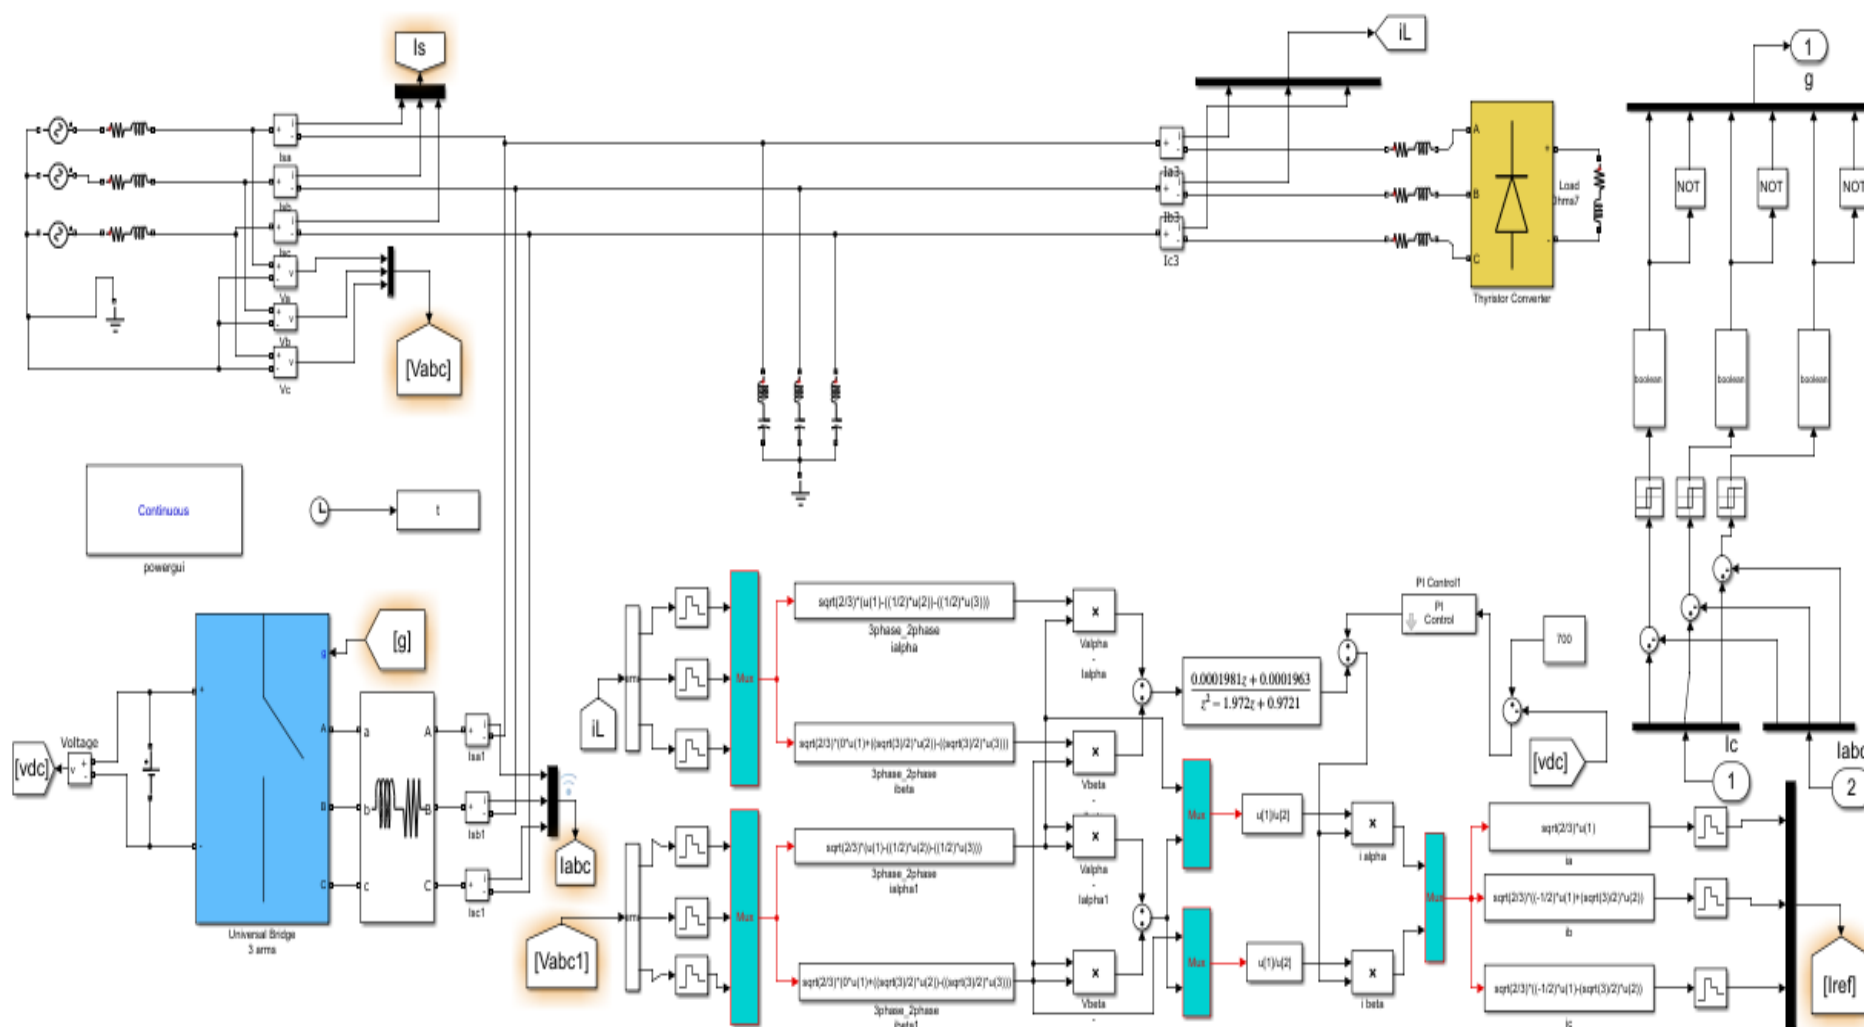 Is
iL
1
g
Isa
Isb
Isc
Va
Vb
Vc
[Vabc]
Ia3
Ib3
Ic3
i
+
-
v
A
B
C
+
-
Load
Thyristor Converter
NOT
NOT
NOT
boolean
boolean
boolean
Continuous
powergui
t
[g]
g
+
-
A
B
C
a
b
c
A
B
C
Universal Bridge
3 arms
[vdc]
Voltage
Isa1
Isb1
Isc1
Iabc
iL
[Vabc1]
Mux
Mux
sqrt(2/3)*(u(1)-((1/2)*u(2))-((1/2)*u(3)))
3phase_2phase
ialpha
sqrt(2/3)*(0*u(1)+((sqrt(3)/2)*u(2))-((sqrt(3)/2)*u(3)))
3phase_2phase
ibeta
sqrt(2/3)*(u(1)-((1/2)*u(2))-((1/2)*u(3)))
3phase_2phase
ialpha1
sqrt(2/3)*(0*u(1)+((sqrt(3)/2)*u(2))-((sqrt(3)/2)*u(3)))
3phase_2phase
ibeta1
×
Valpha
-
Ialpha
×
Vbeta
-
×
Valpha
-
Ialpha1
×
Vbeta
-
0.0001981z + 0.0001963
z² − 1.972z + 0.9721
PI Control1
PI
Control
700
[vdc]
Mux
Mux
u(1)/u(2)
u(1)/u(2)
×
i alpha
×
i beta
Mux
sqrt(2/3)*u(1)
ia
sqrt(2/3)*((-1/2)*u(1)+(sqrt(3)/2)*u(2))
ib
sqrt(2/3)*((-1/2)*u(1)-(sqrt(3)/2)*u(2))
ic
Ic
1
Iabc
2
[Iref]